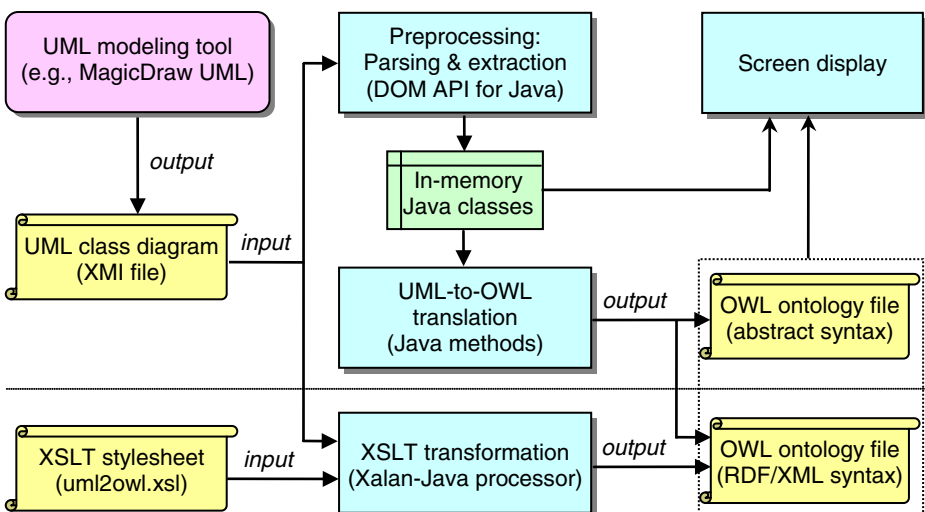 UML modeling tool
(e.g., MagicDraw UML)
Preprocessing:
Parsing & extraction
(DOM API for Java)
Screen display
output
In-memory
Java classes
UML class diagram
(XMI file)
input
UML-to-OWL
translation
(Java methods)
output
OWL ontology file
(abstract syntax)
XSLT stylesheet
(uml2owl.xsl)
input
XSLT transformation
(Xalan-Java processor)
output
OWL ontology file
(RDF/XML syntax)